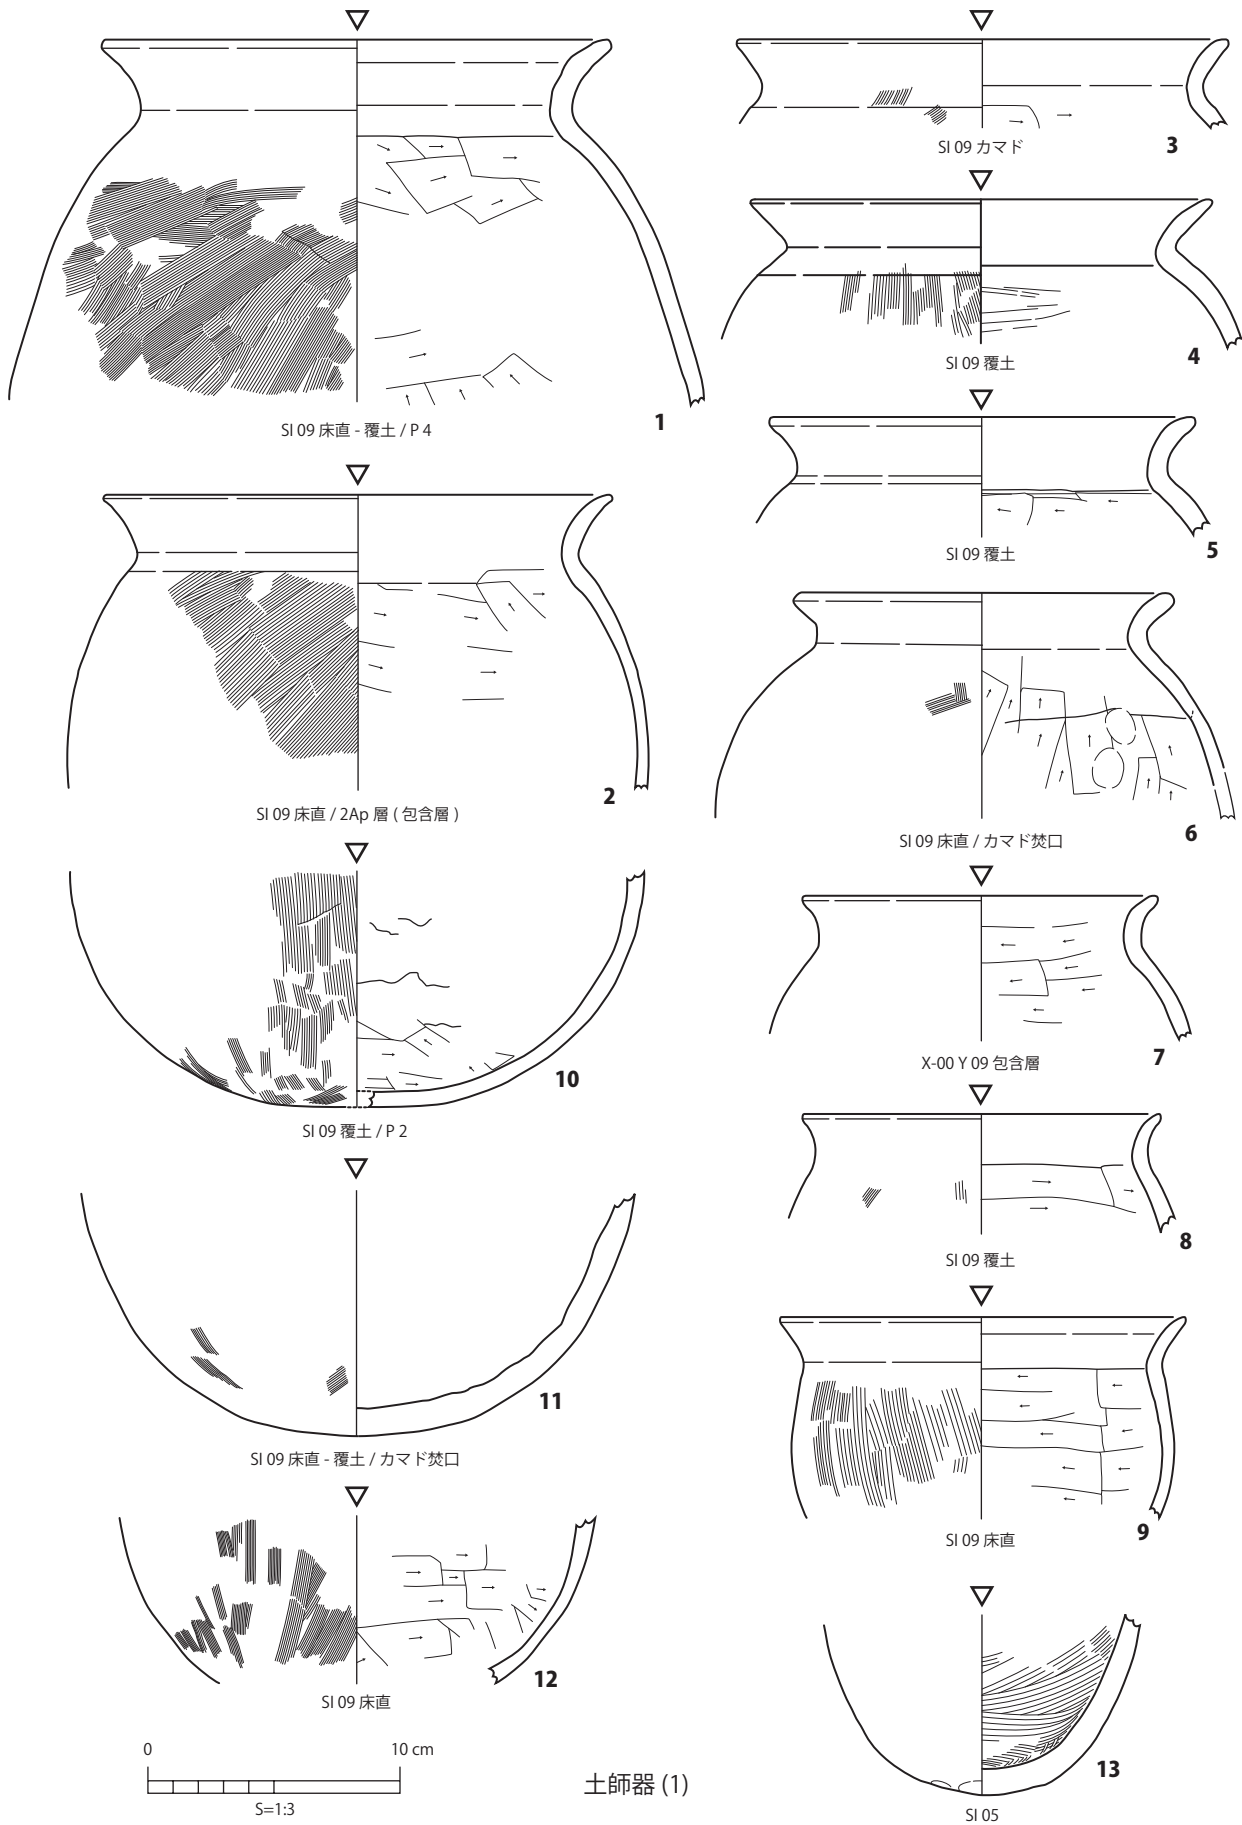 1
SI 09 床直 - 覆土 / P 4
2
SI 09 床直 / 2Ap 層 ( 包含層 )
10
SI 09 覆土 / P 2
11
SI 09 床直 - 覆土 / カマド焚口
12
SI 09 床直
3
SI 09 カマド
4
SI 09 覆土
5
SI 09 覆土
6
SI 09 床直 / カマド焚口
7
X-00 Y 09 包含層
8
SI 09 覆土
9
SI 09 床直
13
SI 05
0 10 cm
S=1:3
土師器 (1)